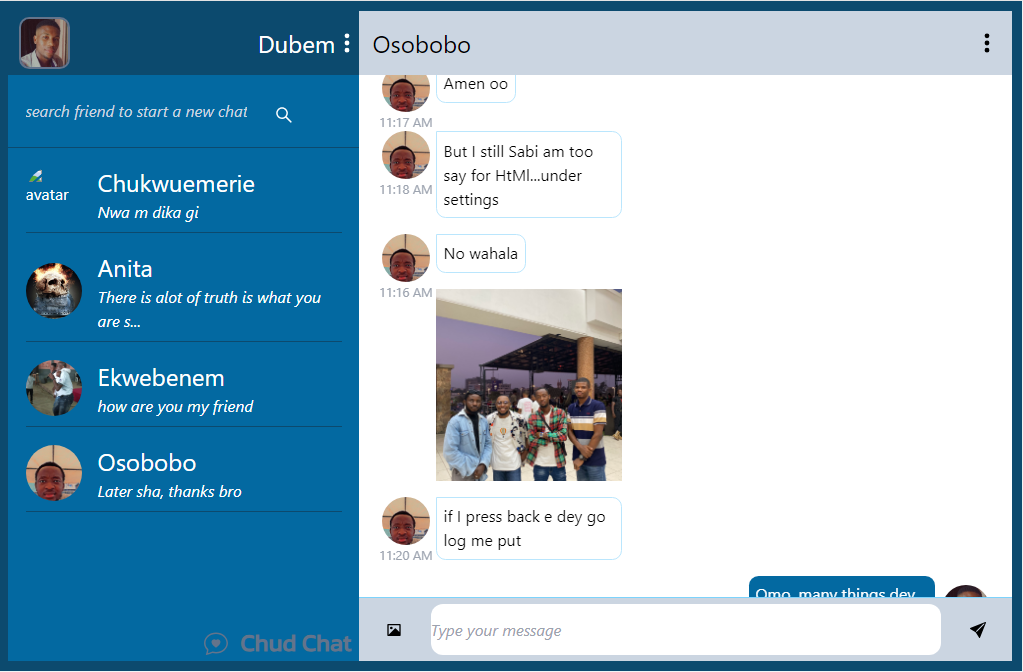 Dubem
Osobobo
search friend to start a new chat
avatar
Chukwuemerie
Nwa m dika gi
Anita
There is alot of truth is what you
are s...
Ekwebenem
how are you my friend
Osobobo
Later sha, thanks bro
Chud Chat
Amen oo
11:17 AM
But I still Sabi am too
say for HtMl...under
settings
11:18 AM
No wahala
11:16 AM
if I press back e dey go
log me put
11:20 AM
Omo, many things dey
Type your message